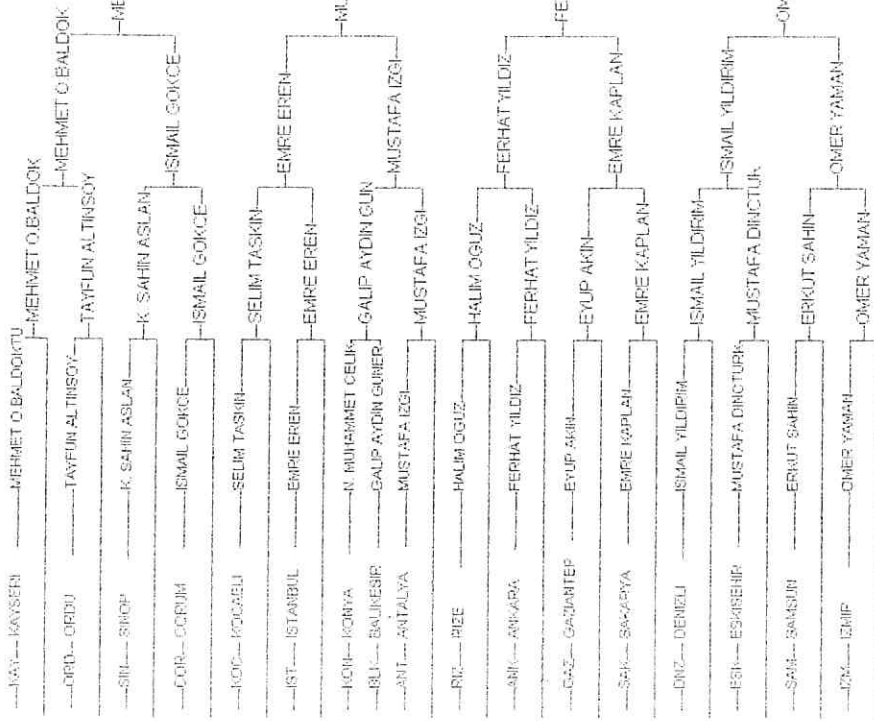 KAY KAYSERI MEHMET O.BALDOKTU
MEHMET O.BALDOK
MEHMET O.BALDOK
ME
ORD ORDU TAYFUN ALTINSOY
TAYFUN ALTINSOY
SIN SINOP K. SAHIN ASLAN
K. SAHIN ASLAN
ISMAIL GOKCE
COR CORUM ISMAIL GOKCE
ISMAIL GOKCE
KOC KOCAELI SELIM TASKIN
SELIM TASKIN
EMRE EREN
MU
IST ISTANBUL EMRE EREN
EMRE EREN
KON KONYA N. MUHAMMET CELIK
GALIP AYDIN GUN
BLK BALIKESIR GALIP AYDIN GUNER
MUSTAFA IZGI
ANT ANTALYA MUSTAFA IZGI
MUSTAFA IZGI
RIZ RIZE HALIM OGUZ
HALIM OGUZ
FERHAT YILDIZ
FE
ANK ANKARA FERHAT YILDIZ
FERHAT YILDIZ
GAZ GAZIANTEP EYUP AKIN
EYUP AKIN
EMRE KAPLAN
SAK SAKARYA EMRE KAPLAN
EMRE KAPLAN
DNZ DENIZLI ISMAIL YILDIRIM
ISMAIL YILDIRIM
ISMAIL YILDIRIM
OM
ESK ESKISEHIR MUSTAFA DINCTURK
MUSTAFA DINCTUR
SAM SAMSUN ERKUT SAHIN
ERKUT SAHIN
OMER YAMAN
IZM IZMIR OMER YAMAN
OMER YAMAN